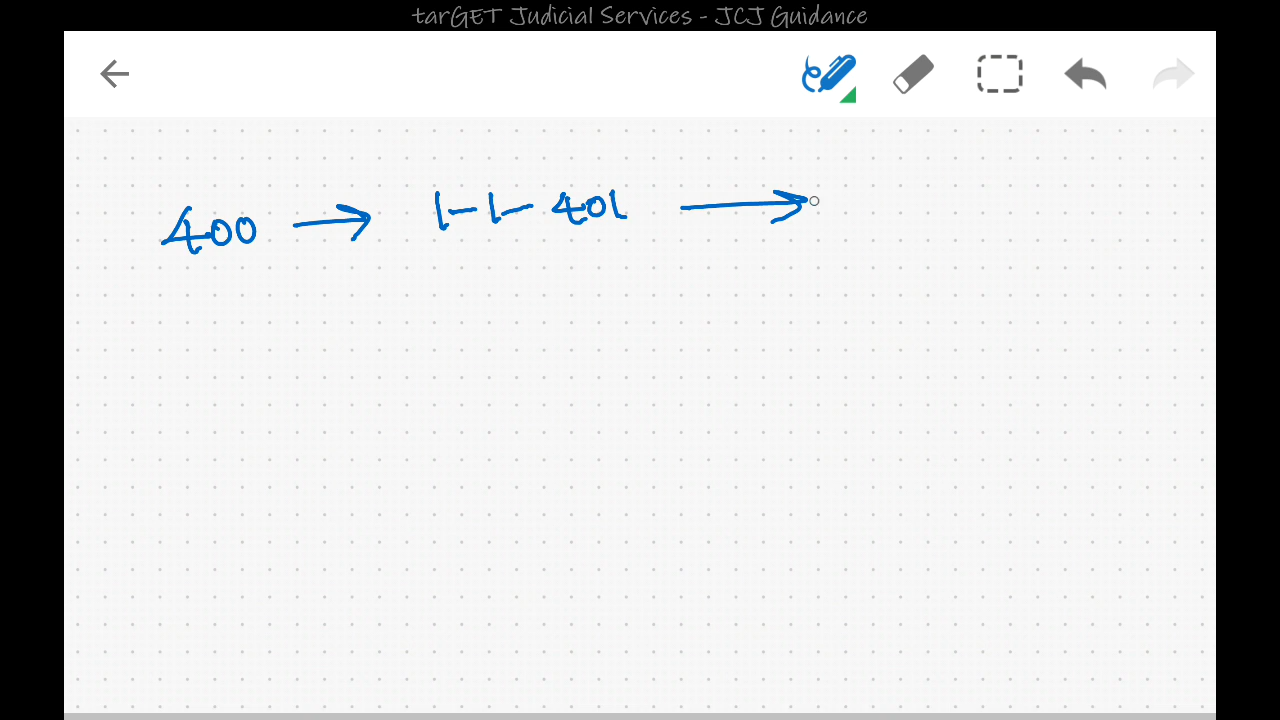 tarGET Judicial Services - JCJ Guidance
400 → 1-1-401 →